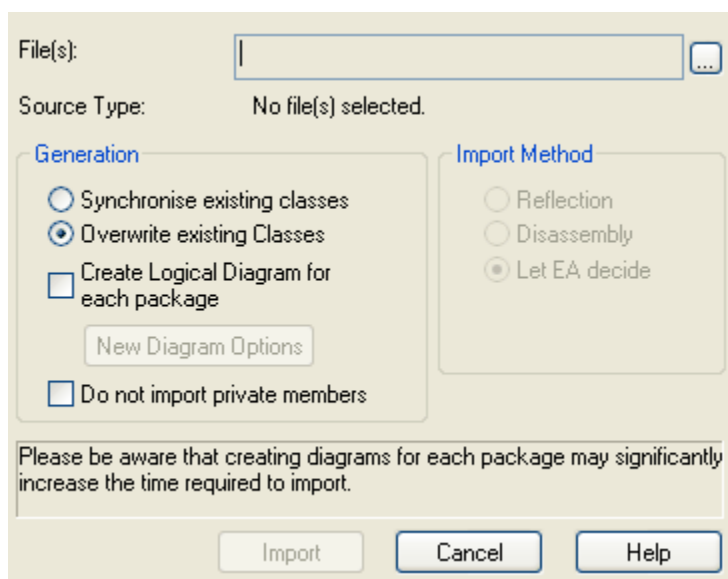 File(s):
...
Source Type: No file(s) selected.
Generation
Synchronise existing classes
Overwrite existing Classes
Create Logical Diagram for
each package
New Diagram Options
Do not import private members
Import Method
Reflection
Disassembly
Let EA decide
Please be aware that creating diagrams for each package may significantly
increase the time required to import.
Import Cancel Help